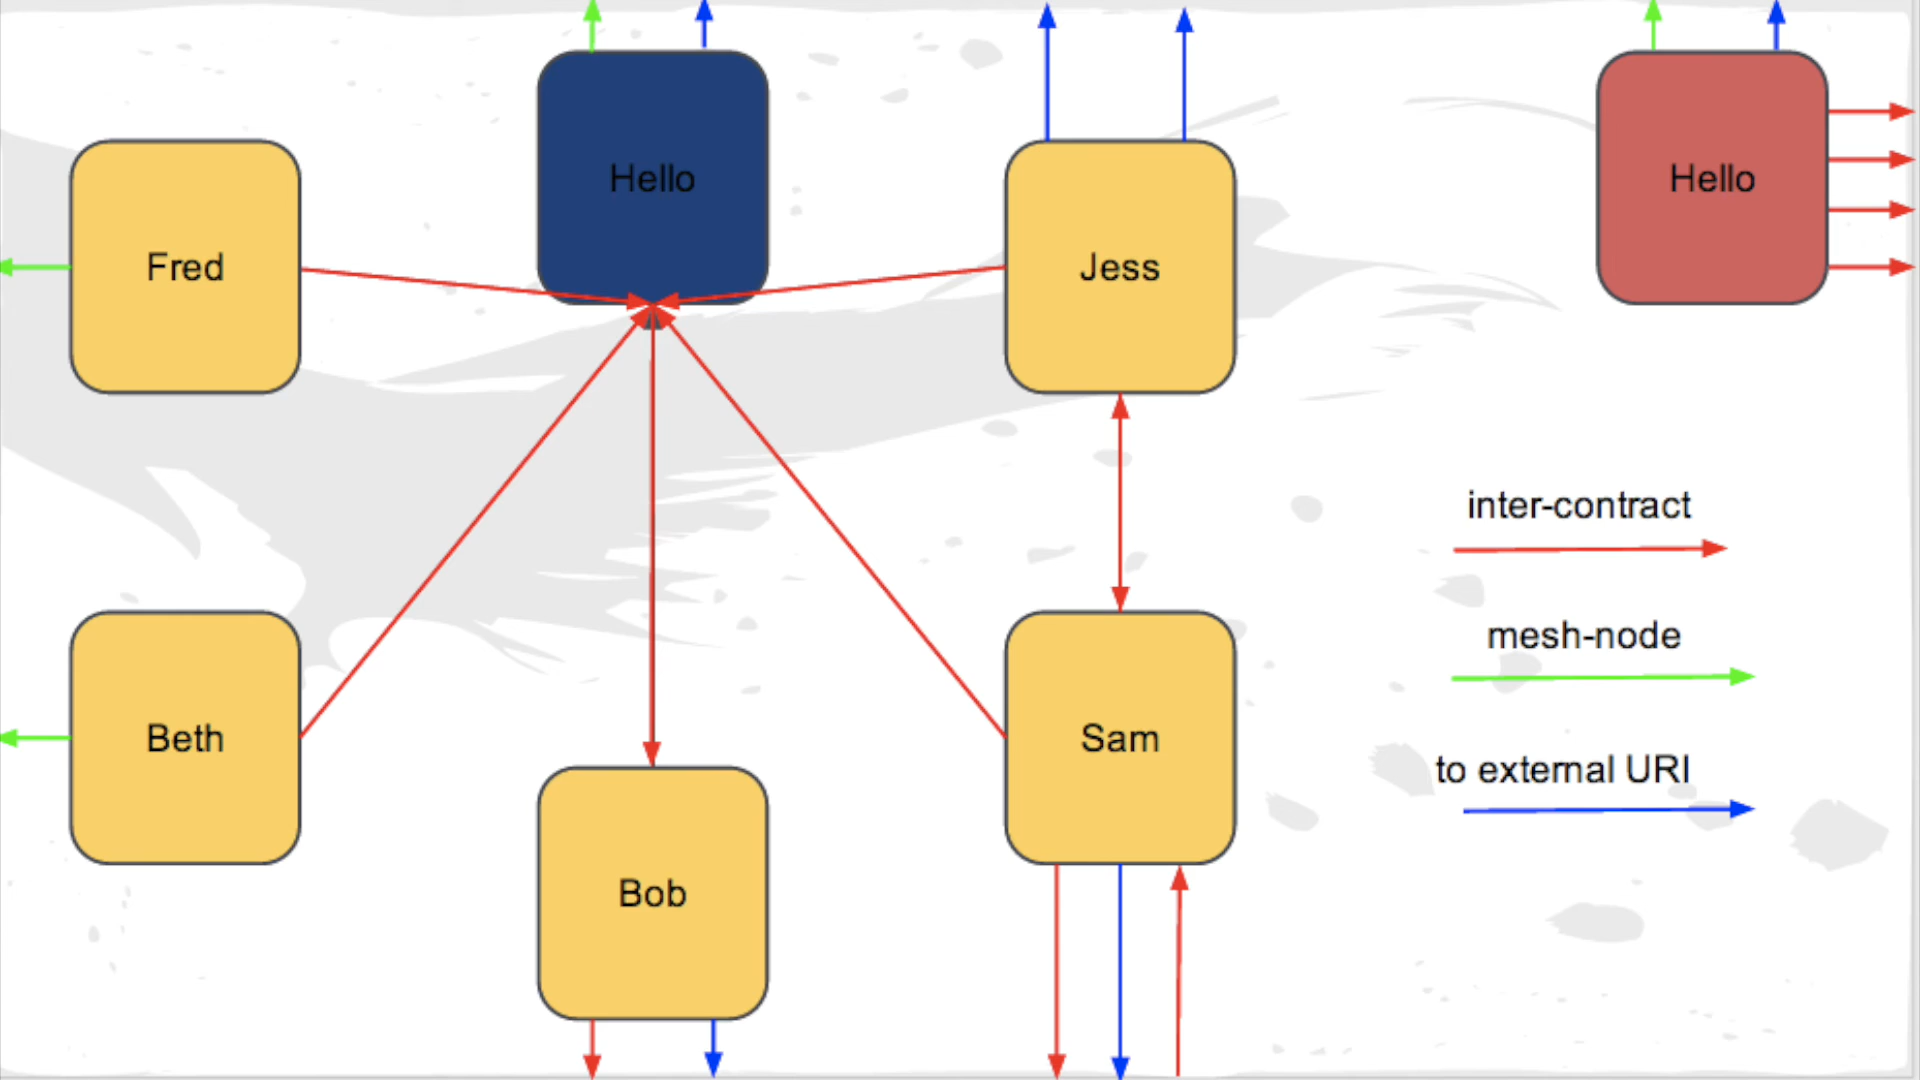 Hello
Hello
Fred
Jess
inter-contract
mesh-node
Beth
Sam
to external URI
Bob